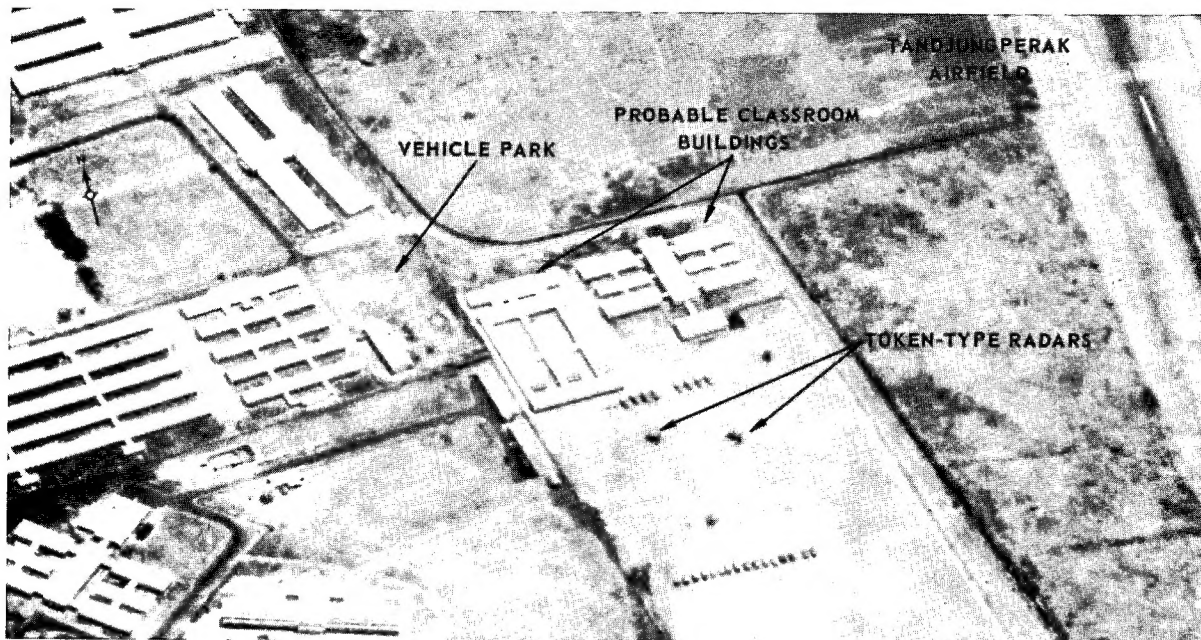 TANDJUNGPERAK
AIRFIELD
PROBABLE CLASSROOM
BUILDINGS
VEHICLE PARK
TOKEN-TYPE RADARS